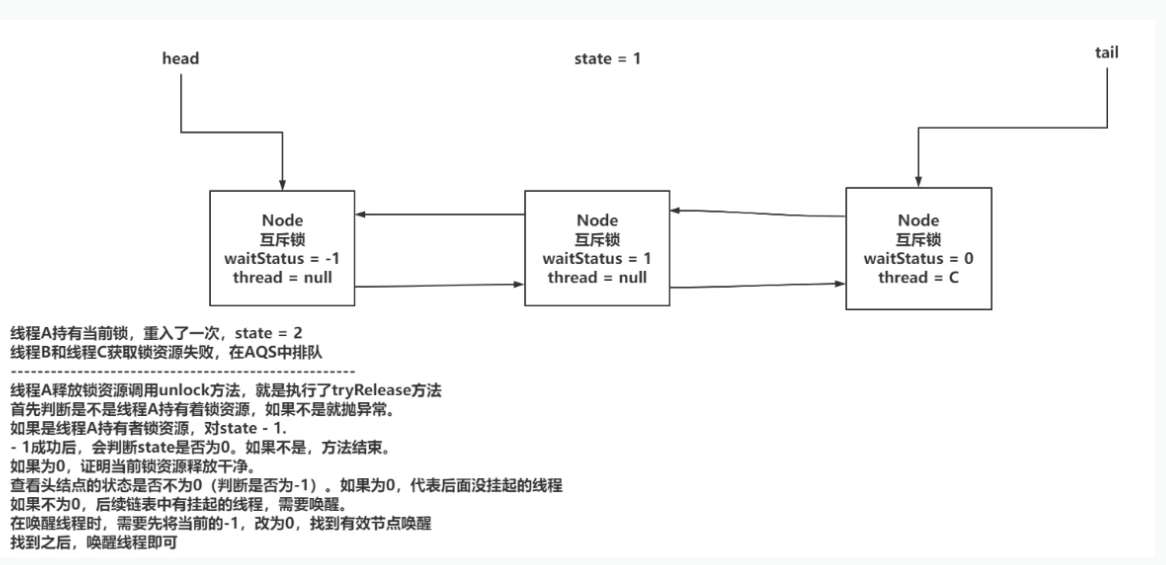 head
state = 1
tail
Node
互斥锁
waitStatus = -1
thread = null
Node
互斥锁
waitStatus = 1
thread = null
Node
互斥锁
waitStatus = 0
thread = C
线程A持有当前锁，重入了一次，state = 2
线程B和线程C获取锁资源失败，在AQS中排队
----------------------------------------------------
线程A释放锁资源调用unlock方法，就是执行了tryRelease方法
首先判断是不是线程A持有着锁资源，如果不是就抛异常。
如果是线程A持有者锁资源，对state - 1.
- 1成功后，会判断state是否为0。如果不是，方法结束。
如果为0，证明当前锁资源释放干净。
查看头结点的状态是否不为0（判断是否为-1）。如果为0，代表后面没挂起的线程
如果不为0，后续链表中有挂起的线程，需要唤醒。
在唤醒线程时，需要先将当前的-1，改为0，找到有效节点唤醒
找到之后，唤醒线程即可